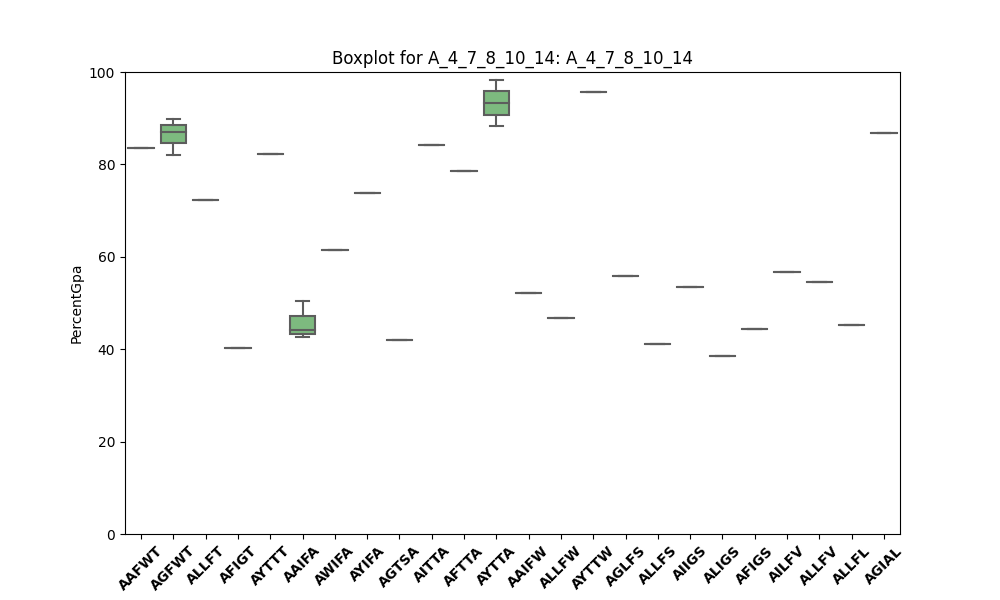 Boxplot for A_4_7_8_10_14: A_4_7_8_10_14
PercentGpa
100
80
60
40
20
0
AAFWT
AGFWT
ALLFT
AFIGT
AYTTT
AAIFA
AWIFA
AYIFA
AGTSA
AITTA
AFTTA
AYTTA
AAIFW
ALLFW
AYTTW
AGLFS
ALLFS
AIIGS
ALIGS
AFIGS
AILFV
ALLFV
ALLFL
AGIAL